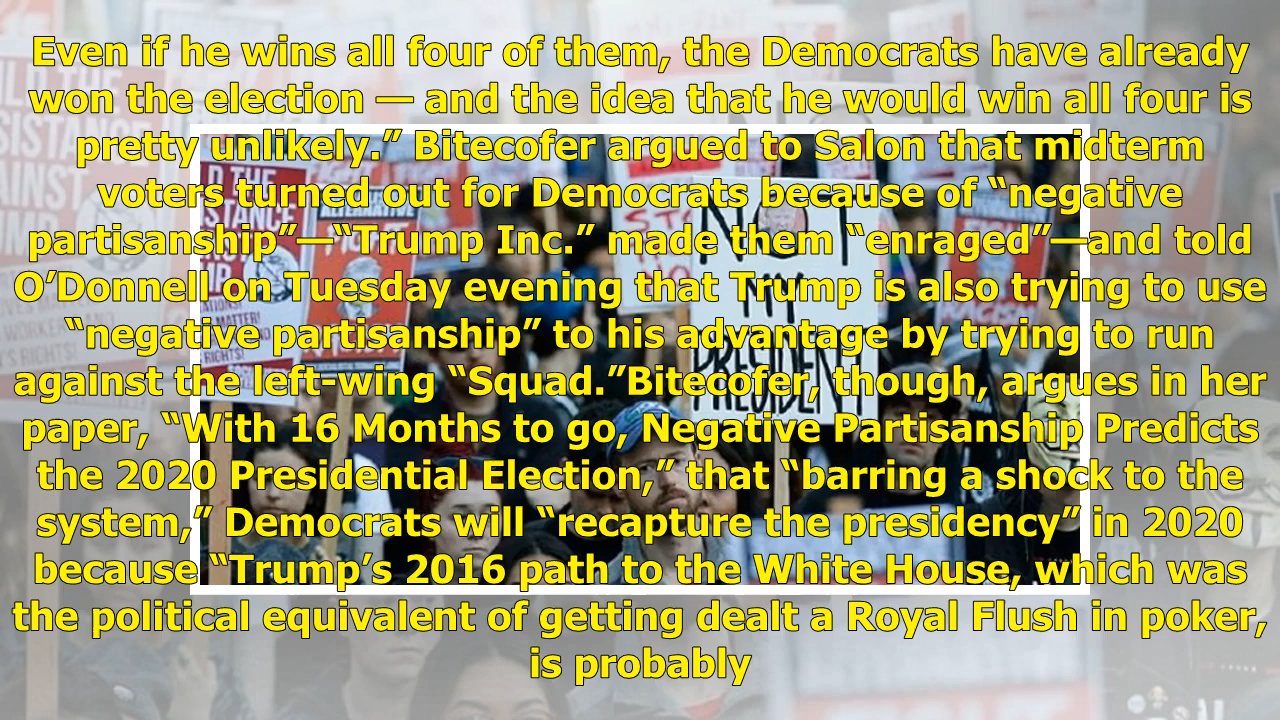 Even if he wins all four of them, the Democrats have already
won the election — and the idea that he would win all four is
pretty unlikely.” Bitecofer argued to Salon that midterm
voters turned out for Democrats because of “negative
partisanship”—“Trump Inc.” made them “enraged”—and told
O’Donnell on Tuesday evening that Trump is also trying to use
“negative partisanship” to his advantage by trying to run
against the left-wing “Squad.”Bitecofer, though, argues in her
paper, “With 16 Months to go, Negative Partisanship Predicts
the 2020 Presidential Election,” that “barring a shock to the
system,” Democrats will “recapture the presidency” in 2020
because “Trump’s 2016 path to the White House, which was
the political equivalent of getting dealt a Royal Flush in poker,
is probably
NOT
MY
PRESIDENT